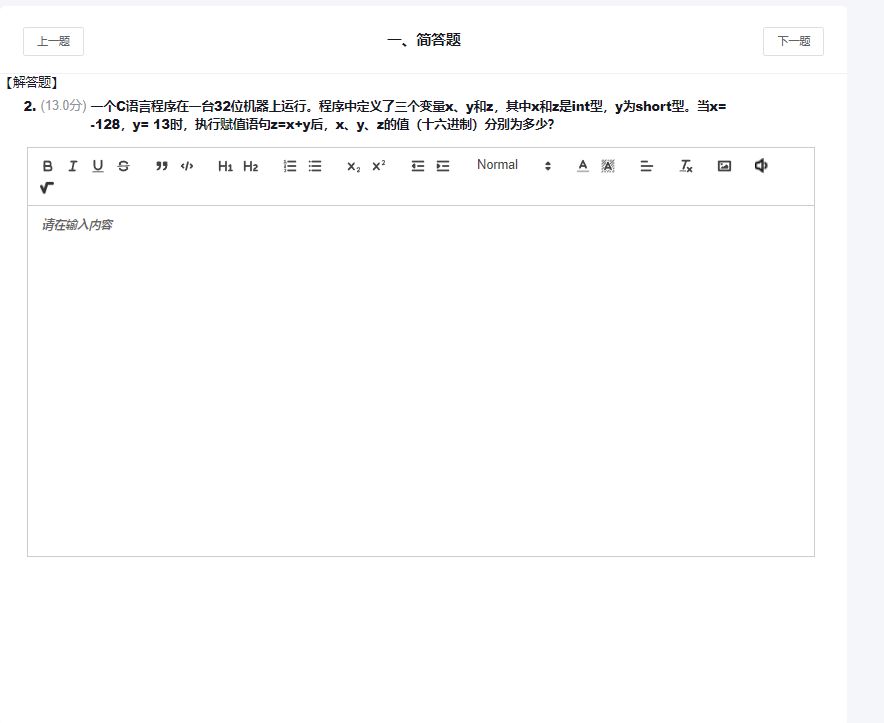 上一题
一、简答题
下一题
【解答题】
2. (13.0分) 一个C语言程序在一台32位机器上运行。程序中定义了三个变量x、y和z，其中x和z是int型，y为short型。当x=
-128，y= 13时，执行赋值语句z=x+y后，x、y、z的值（十六进制）分别为多少?
B I U S H1 H2 X₂ X² Normal A A Tx
请在输入内容